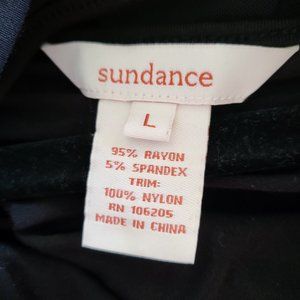 sundance
L
95% RAYON
5% SPANDEX
TRIM:
100% NYLON
RN 106205
MADE IN CHINA